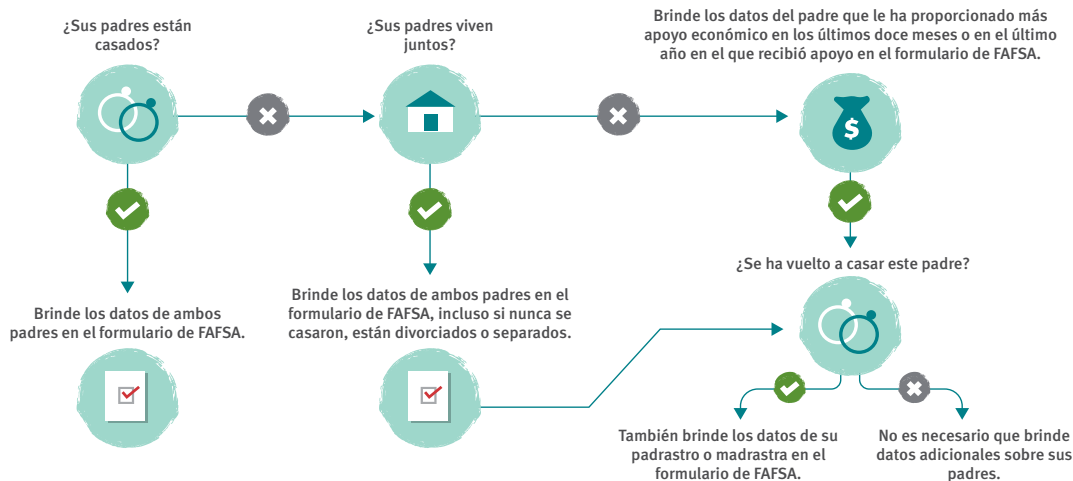 ¿Sus padres están
casados?
¿Sus padres viven
juntos?
Brinde los datos del padre que le ha proporcionado más
apoyo económico en los últimos doce meses o en el último
año en el que recibió apoyo en el formulario de FAFSA.
$
¿Se ha vuelto a casar este padre?
Brinde los datos de ambos
padres en el formulario de FAFSA.
Brinde los datos de ambos padres en el
formulario de FAFSA, incluso si nunca se
casaron, están divorciados o separados.
También brinde los datos de su
padrastro o madrastra en el
formulario de FAFSA.
No es necesario que brinde
datos adicionales sobre sus
padres.